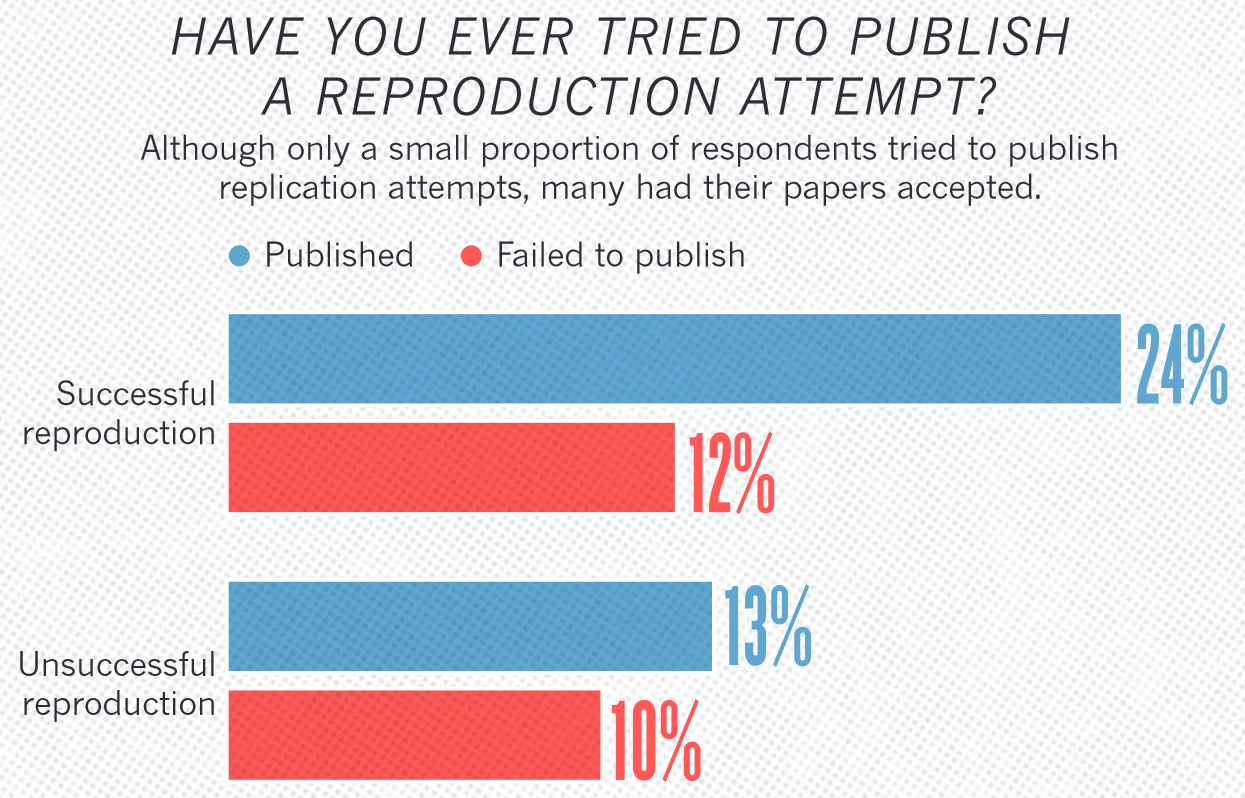 HAVE YOU EVER TRIED TO PUBLISH
A REPRODUCTION ATTEMPT?
Although only a small proportion of respondents tried to publish
replication attempts, many had their papers accepted.
Published Failed to publish
24%
Successful
reproduction
12%
13%
Unsuccessful
reproduction
10%